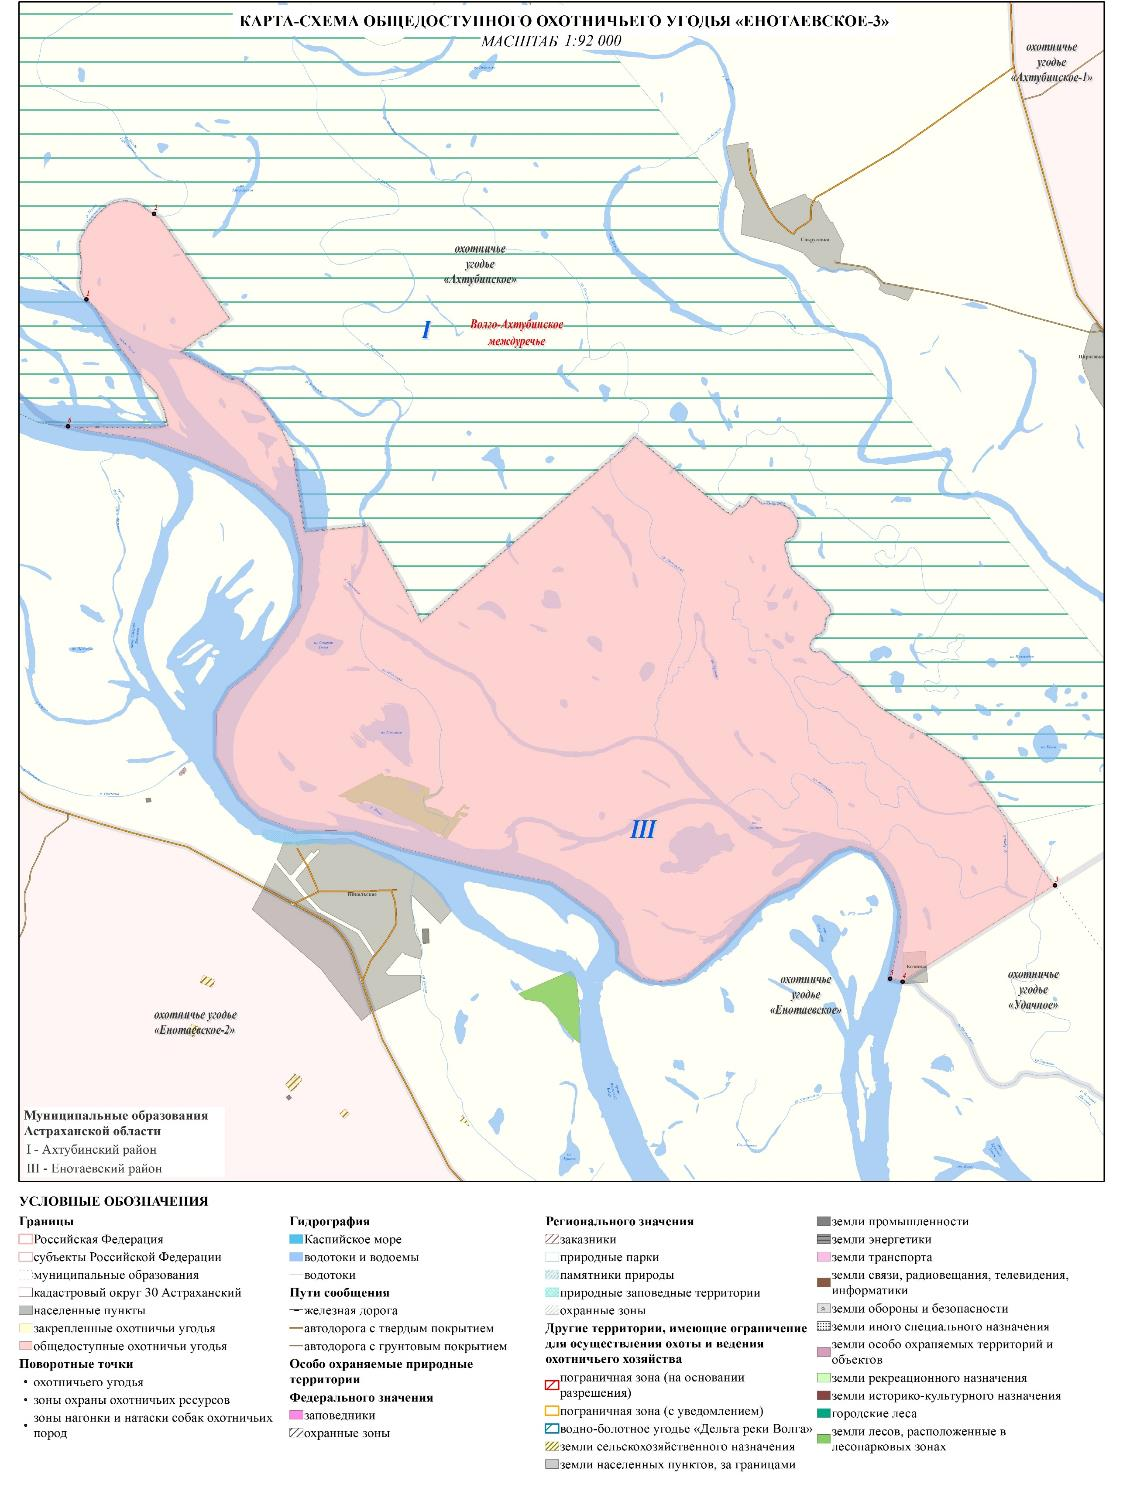 КАРТА-СХЕМА ОБЩЕДОСТУПНОГО ОХОТНИЧЬЕГО УГОДЬЯ «ЕНОТАЕВСКОЕ-3»
МАСШТАБ 1:92 000
охотничье
угодье
«Ахтубинское-1»
2
охотничье
угодье
«Ахтубинское»
1
I
Волго-Ахтубинское
междуречье
6
III
3
Никольское
5
4
охотничье
угодье
«Енотаевское»
охотничье
угодье
«Удачное»
охотничье угодье
«Енотаевское-2»
Муниципальные образования
Астраханской области
I - Ахтубинский район
III - Енотаевский район
УСЛОВНЫЕ ОБОЗНАЧЕНИЯ
Границы
Российская Федерация
субъекты Российской Федерации
муниципальные образования
кадастровый округ 30 Астраханский
населенные пункты
закрепленные охотничьи угодья
общедоступные охотничьи угодья
Поворотные точки
охотничьего угодья
зоны охраны охотничьих ресурсов
зоны нагонки и натаски собак охотничьих
пород
Гидрография
Каспийское море
водотоки и водоемы
водотоки
Пути сообщения
железная дорога
автодорога с твердым покрытием
автодорога с грунтовым покрытием
Особо охраняемые природные
территории
Федерального значения
заповедники
охранные зоны
Регионального значения
заказники
природные парки
памятники природы
природные заповедные территории
охранные зоны
Другие территории, имеющие ограничение
для осуществления охоты и ведения
охотничьего хозяйства
пограничная зона (на основании
разрешения)
пограничная зона (с уведомлением)
водно-болотное угодье «Дельта реки Волга»
земли сельскохозяйственного назначения
земли населенных пунктов, за границами
земли промышленности
земли энергетики
земли транспорта
земли связи, радиовещания, телевидения,
информатики
земли обороны и безопасности
земли иного специального назначения
земли особо охраняемых территорий и
объектов
земли рекреационного назначения
земли историко-культурного назначения
городские леса
земли лесов, расположенные в
лесопарковых зонах